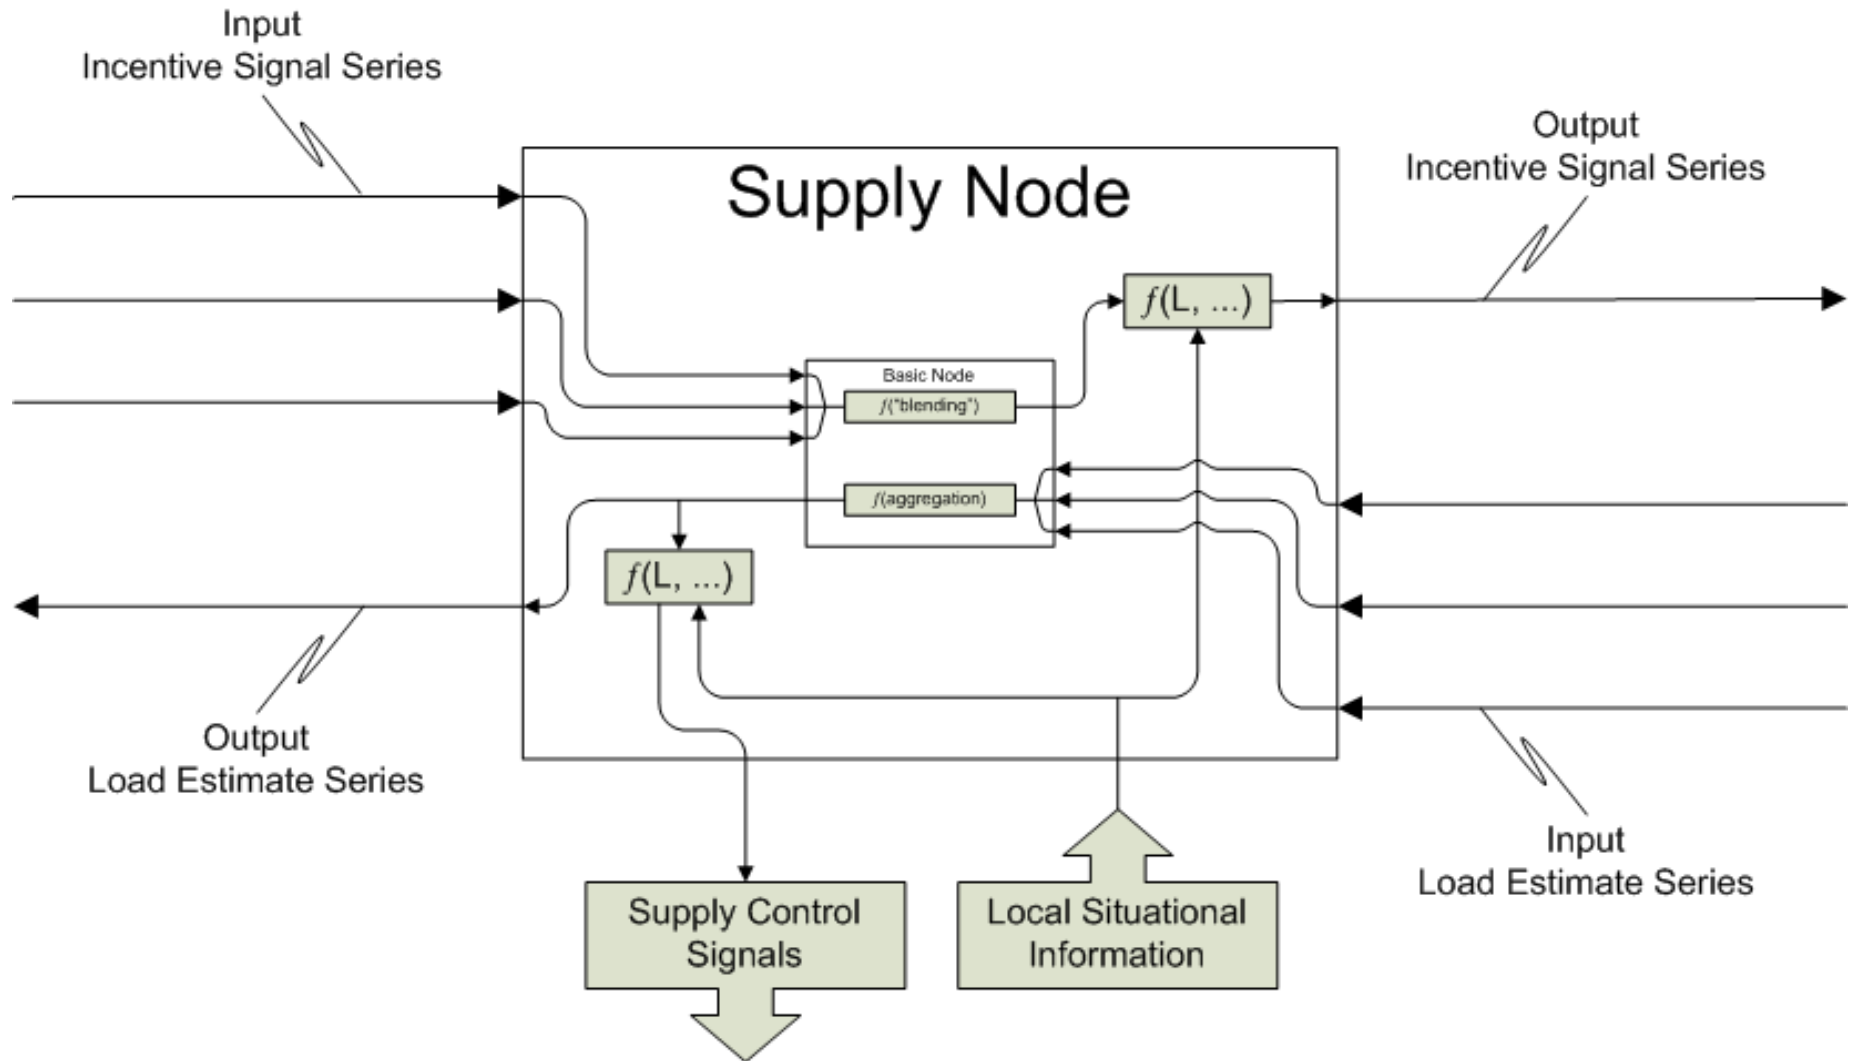 Input
Incentive Signal Series
Output
Incentive Signal Series
Supply Node
f(L, ...)
Basic Node
f("blending")
f(aggregation)
f(L, ...)
Output
Load Estimate Series
Input
Load Estimate Series
Supply Control
Signals
Local Situational
Information